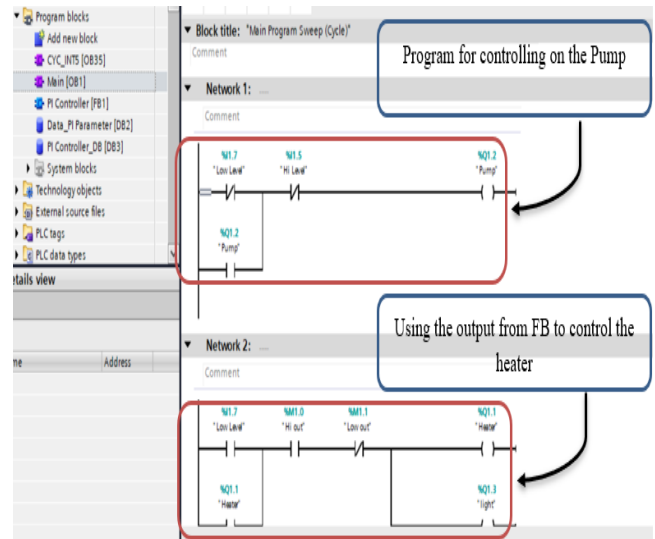 Program blocks
Add new block
CYC_INT5 [OB35]
Main [OB1]
PI Controller [FB1]
Data_PI Parameter [DB2]
PI Controller_DB [DB3]
System blocks
Technology objects
External source files
PLC tags
PLC data types
etails view
me Address
Block title: "Main Program Sweep (Cycle)"
Comment
Program for controlling on the Pump
Network 1: ....
Comment
%I1.7 %I1.5 %Q1.2
"Low Level" "Hi Level" "Pump"
%Q1.2
"Pump"
Using the output from FB to control the
heater
Network 2: ....
Comment
%I1.7 %M1.0 %M1.1 %Q1.1
"Low Level" "Hi out" "Low out" "Heater"
%Q1.1 %Q1.3
"Heater" "light"